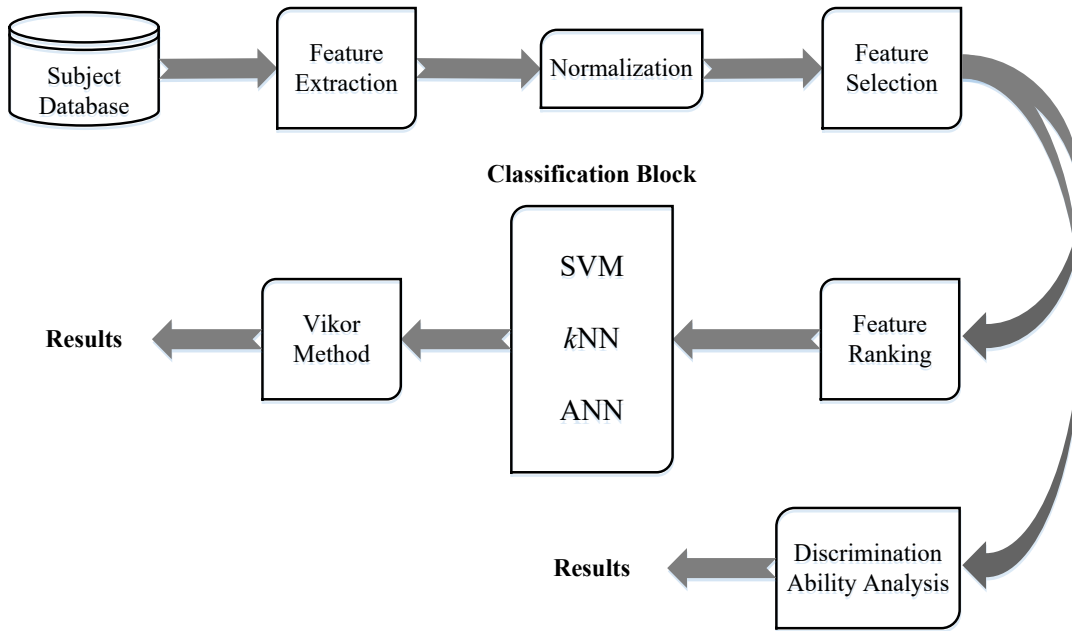 Subject
Database
Feature
Extraction
Normalization
Feature
Selection
Classification Block
SVM
kNN
ANN
Feature
Ranking
Vikor
Method
Results
Discrimination
Ability Analysis
Results